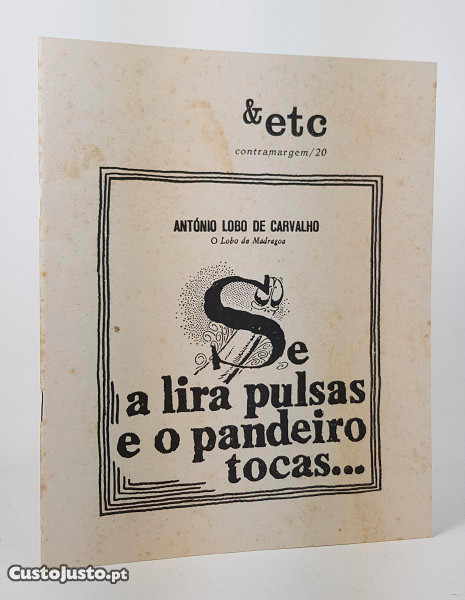 & etc
contramargem/20
ANTÓNIO LOBO DE CARVALHO
O Lobo da Madragoa
Se
a lira pulsas
e o pandeiro
tocas...
CustoJusto.pt